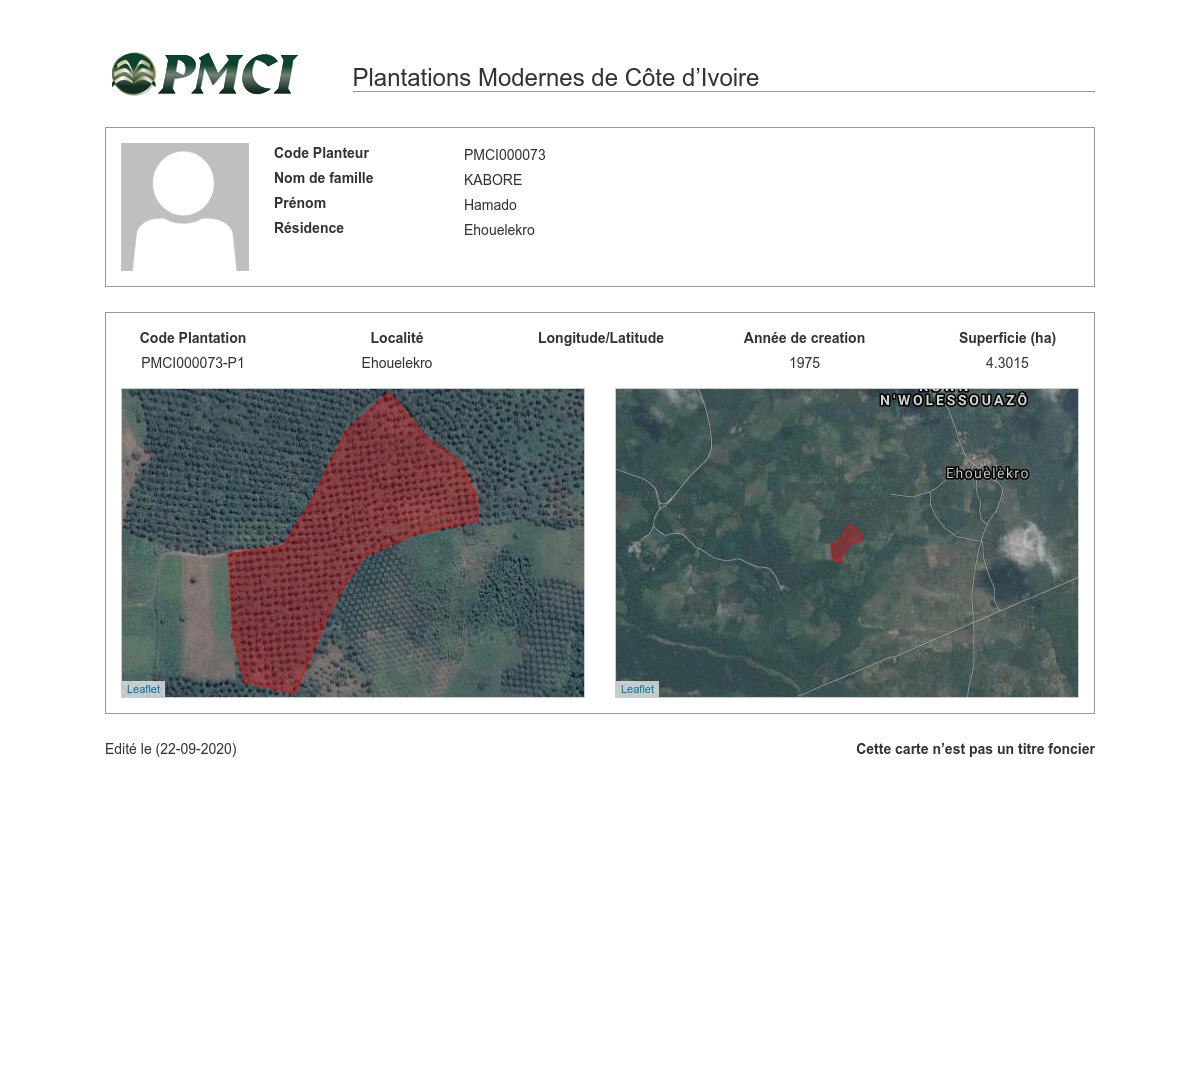 PMCI
Plantations Modernes de Côte d’Ivoire
Code Planteur PMCI000073
Nom de famille KABORE
Prénom Hamado
Résidence Ehouelekro
Code Plantation Localité Longitude/Latitude Année de creation Superficie (ha)
PMCI000073-P1 Ehouelekro 1975 4.3015
N'WOLESSOUAZÔ
Ehouèlèkro
Leaflet
Leaflet
Edité le (22-09-2020)
Cette carte n’est pas un titre foncier